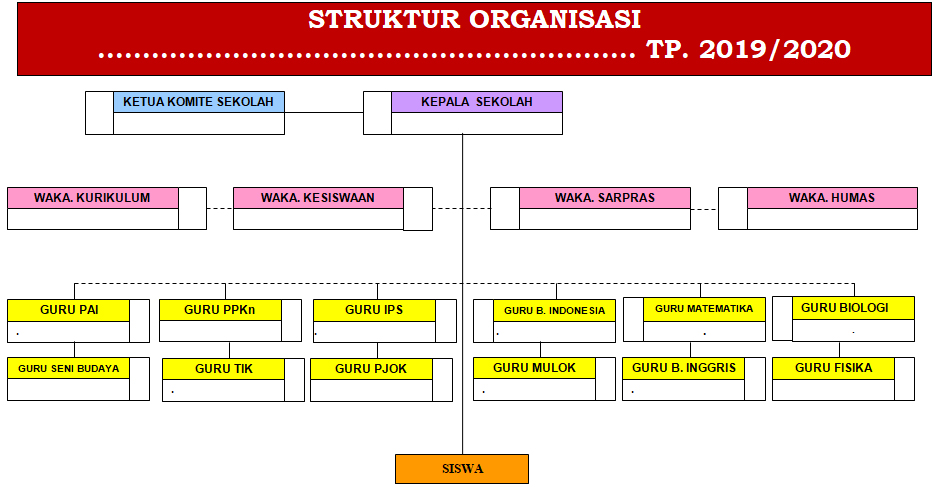 STRUKTUR ORGANISASI
............................................................. TP. 2019/2020
KETUA KOMITE SEKOLAH
KEPALA SEKOLAH
WAKA. KURIKULUM
WAKA. KESISWAAN
WAKA. SARPRAS
WAKA. HUMAS
GURU PAI
.
GURU PPKn
GURU IPS
.
GURU B. INDONESIA
.
GURU MATEMATIKA
.
GURU BIOLOGI
.
GURU SENI BUDAYA
GURU TIK
.
GURU PJOK
GURU MULOK
.
GURU B. INGGRIS
.
GURU FISIKA
SISWA